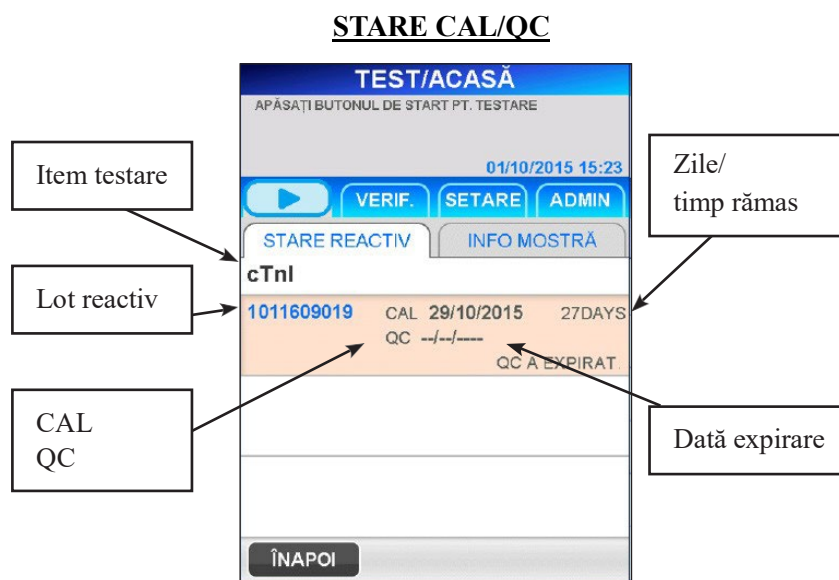 STARE CAL/QC
TEST/ACASĂ
APĂSAȚI BUTONUL DE START PT. TESTARE
01/10/2015 15:23
VERIF. SETARE ADMIN
STARE REACTIV INFO MOSTRĂ
cTnI
1011609019 CAL 29/10/2015 27DAYS
QC --/--/----
QC A EXPIRAT.
ÎNAPOI
Item testare
Lot reactiv
CAL
QC
Zile/
timp rămas
Dată expirare